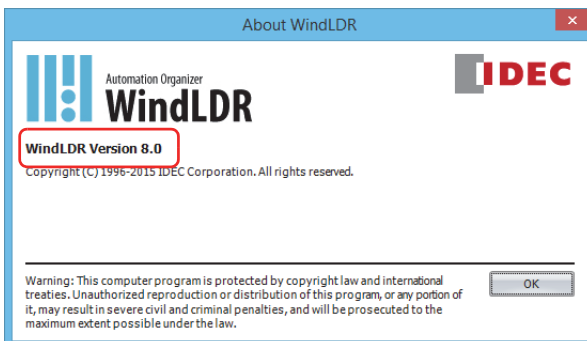 About WindLDR
×
IDEC
Automation Organizer
WindLDR
WindLDR Version 8.0
Copyright (C) 1996-2015 IDEC Corporation. All rights reserved.
Warning: This computer program is protected by copyright law and international
treaties. Unauthorized reproduction or distribution of this program, or any portion of
it, may result in severe civil and criminal penalties, and will be prosecuted to the
maximum extent possible under the law.
OK